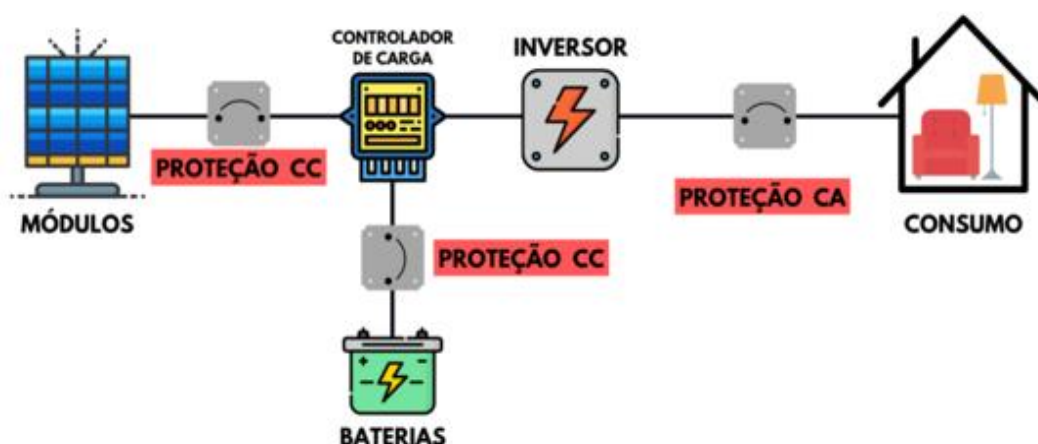 CONTROLADOR
DE CARGA
INVERSOR
PROTEÇÃO CC
MÓDULOS
PROTEÇÃO CA
CONSUMO
PROTEÇÃO CC
BATERIAS